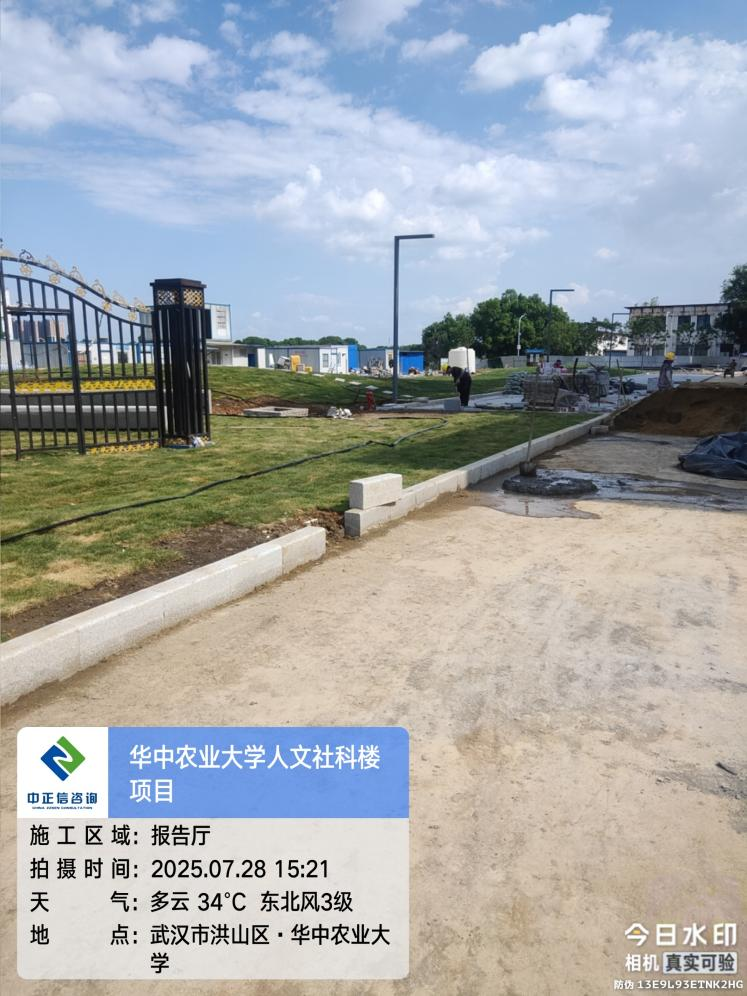 中正信咨询
华中农业大学人文社科楼
项目
施工区域：报告厅
拍摄时间：2025.07.28 15:21
天气：多云 34°C 东北风3级
地点：武汉市洪山区·华中农业大
学
今日水印
相机 真实可验
防伪 13E9L93ETNK2HG